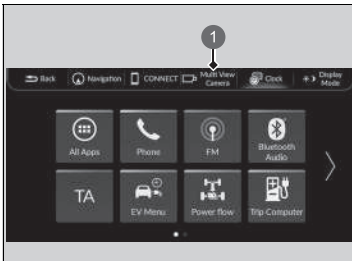 1
Back Navigation CONNECT Multi View Camera Clock Display Mode
All Apps Phone FM Bluetooth Audio
TA EV Menu Power flow Trip Computer